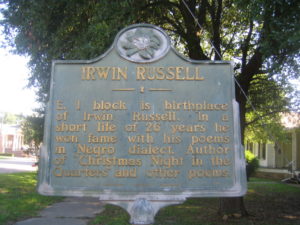 IRWIN RUSSELL
E. 1 block is birthplace
of Irwin Russell. In a
short life of 26 years he
won fame with his poems
in Negro dialect. Author
of "Christmas Night in the
Quarters" and other poems.